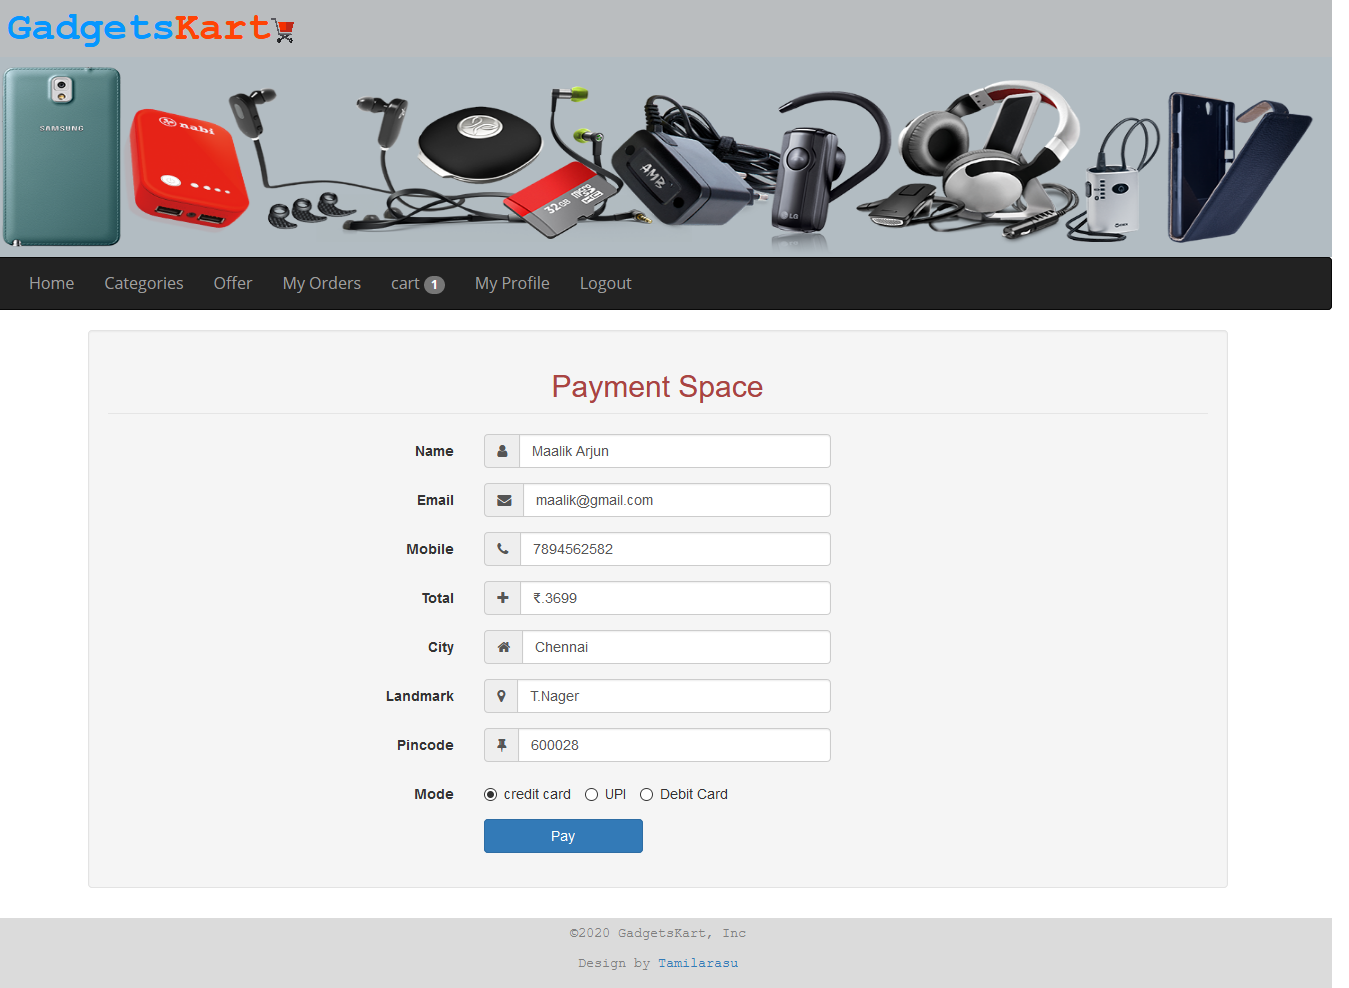 GadgetsKart
SAMSUNG
nabi
32GB
micro
AMB
LG
Home Categories Offer My Orders cart 1 My Profile Logout
Payment Space
Name Maalik Arjun
Email maalik@gmail.com
Mobile 7894562582
Total ₹.3699
City Chennai
Landmark T.Nager
Pincode 600028
Mode credit card UPI Debit Card
Pay
©2020 GadgetsKart, Inc
Design by Tamilarasu